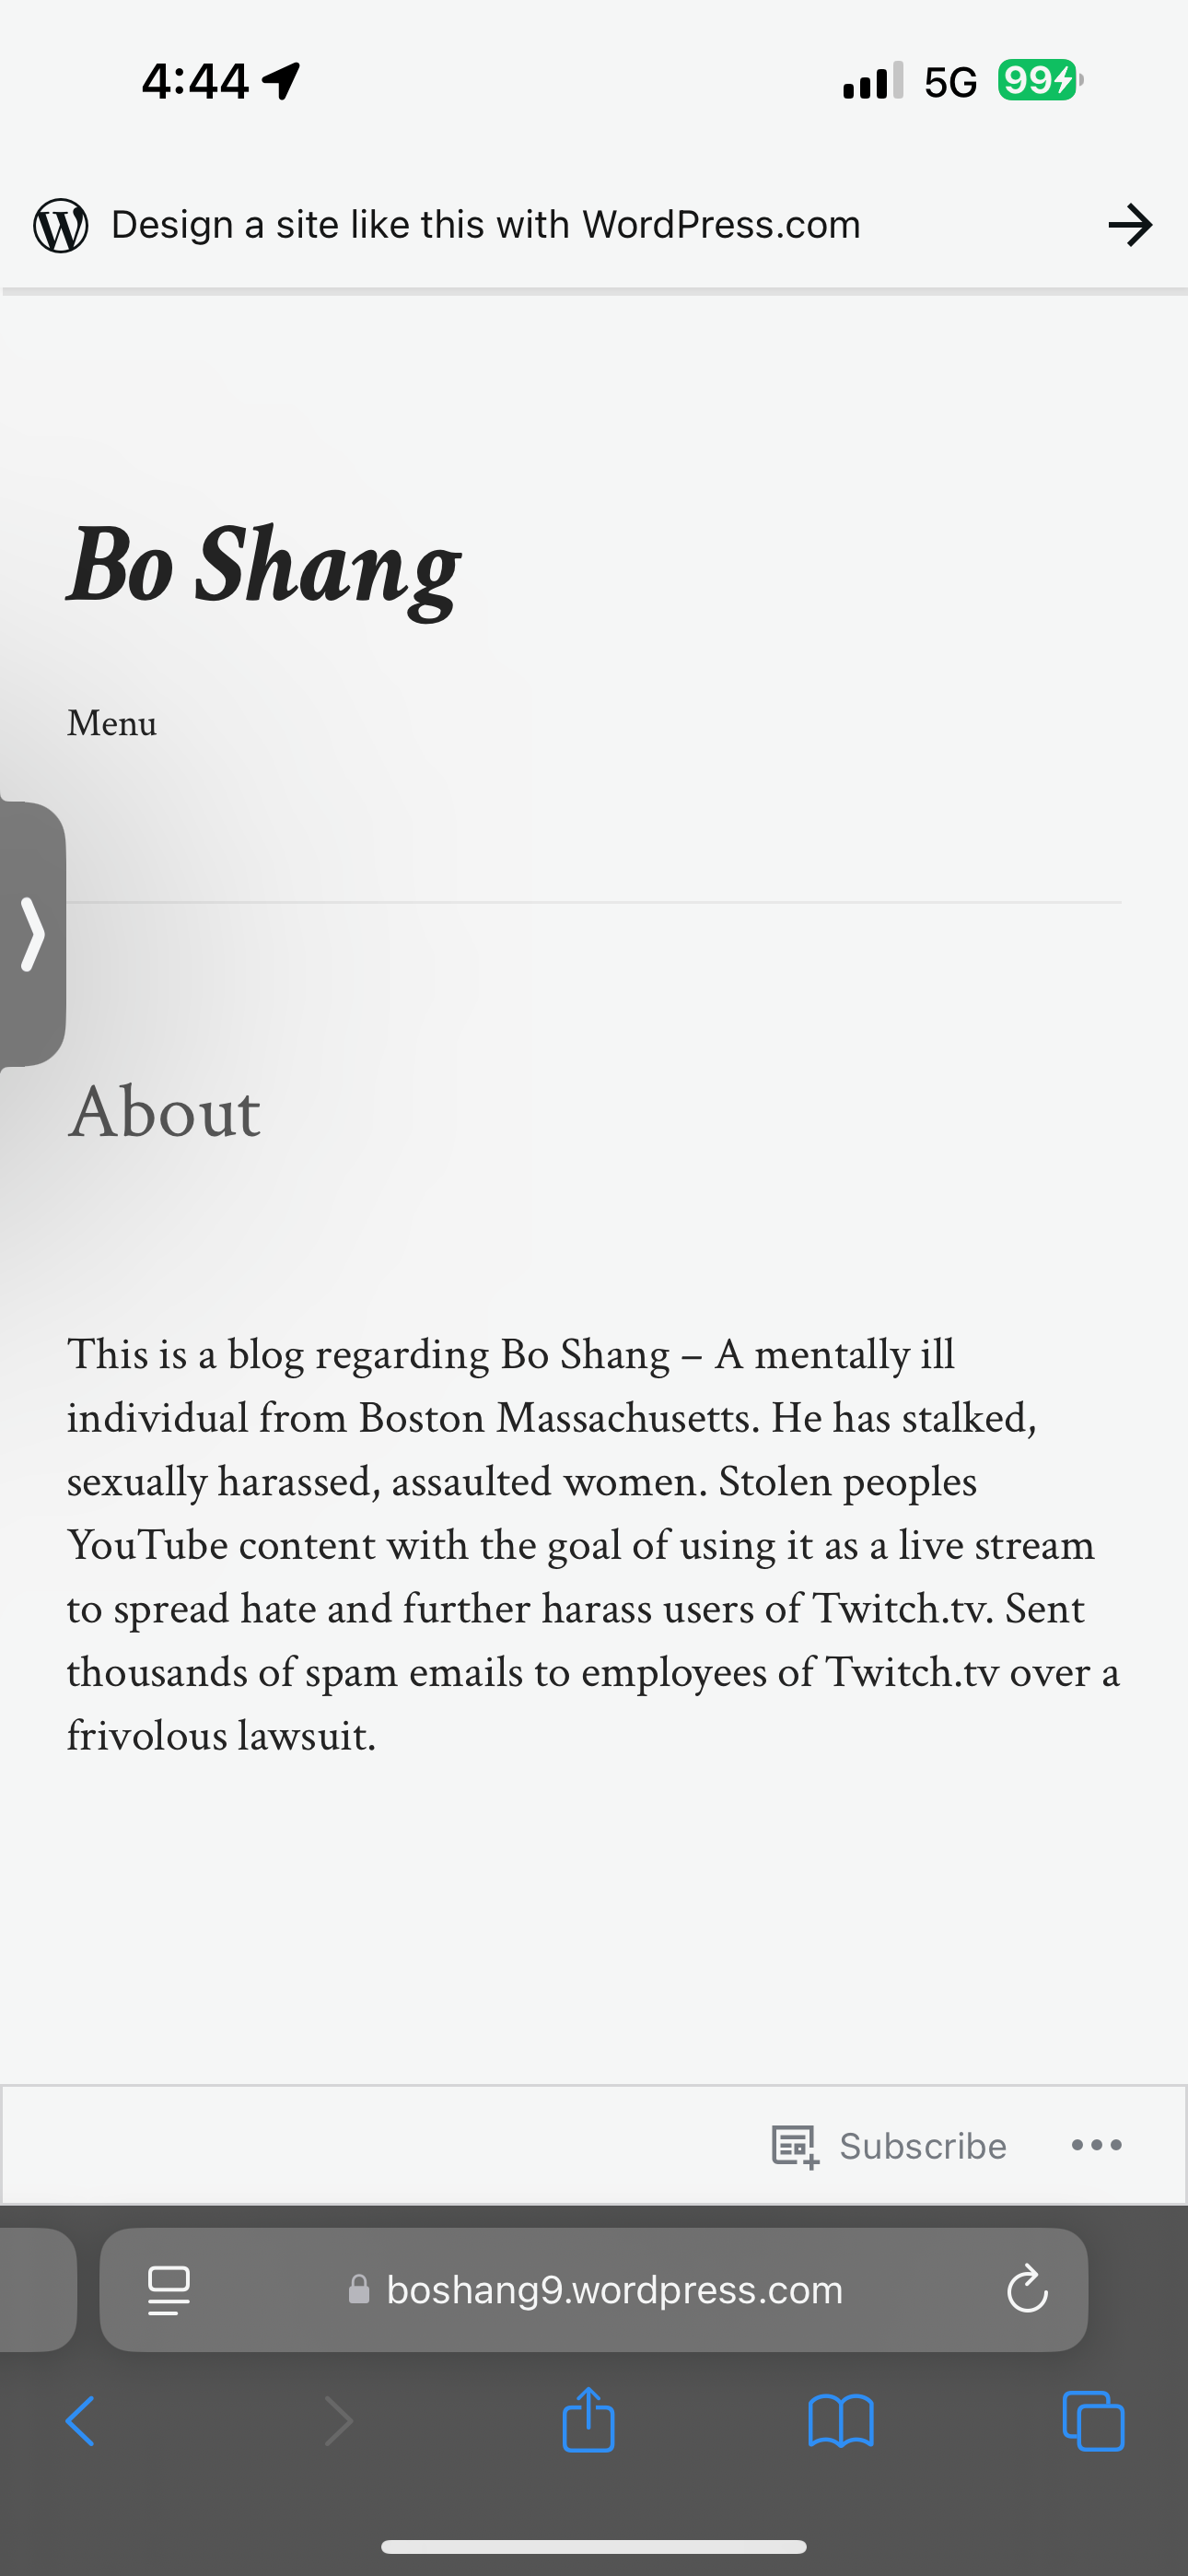 4:44
5G 99
Design a site like this with WordPress.com
Bo Shang
Menu
About
This is a blog regarding Bo Shang – A mentally ill
individual from Boston Massachusetts. He has stalked,
sexually harassed, assaulted women. Stolen peoples
YouTube content with the goal of using it as a live stream
to spread hate and further harass users of Twitch.tv. Sent
thousands of spam emails to employees of Twitch.tv over a
frivolous lawsuit.
Subscribe
boshang9.wordpress.com